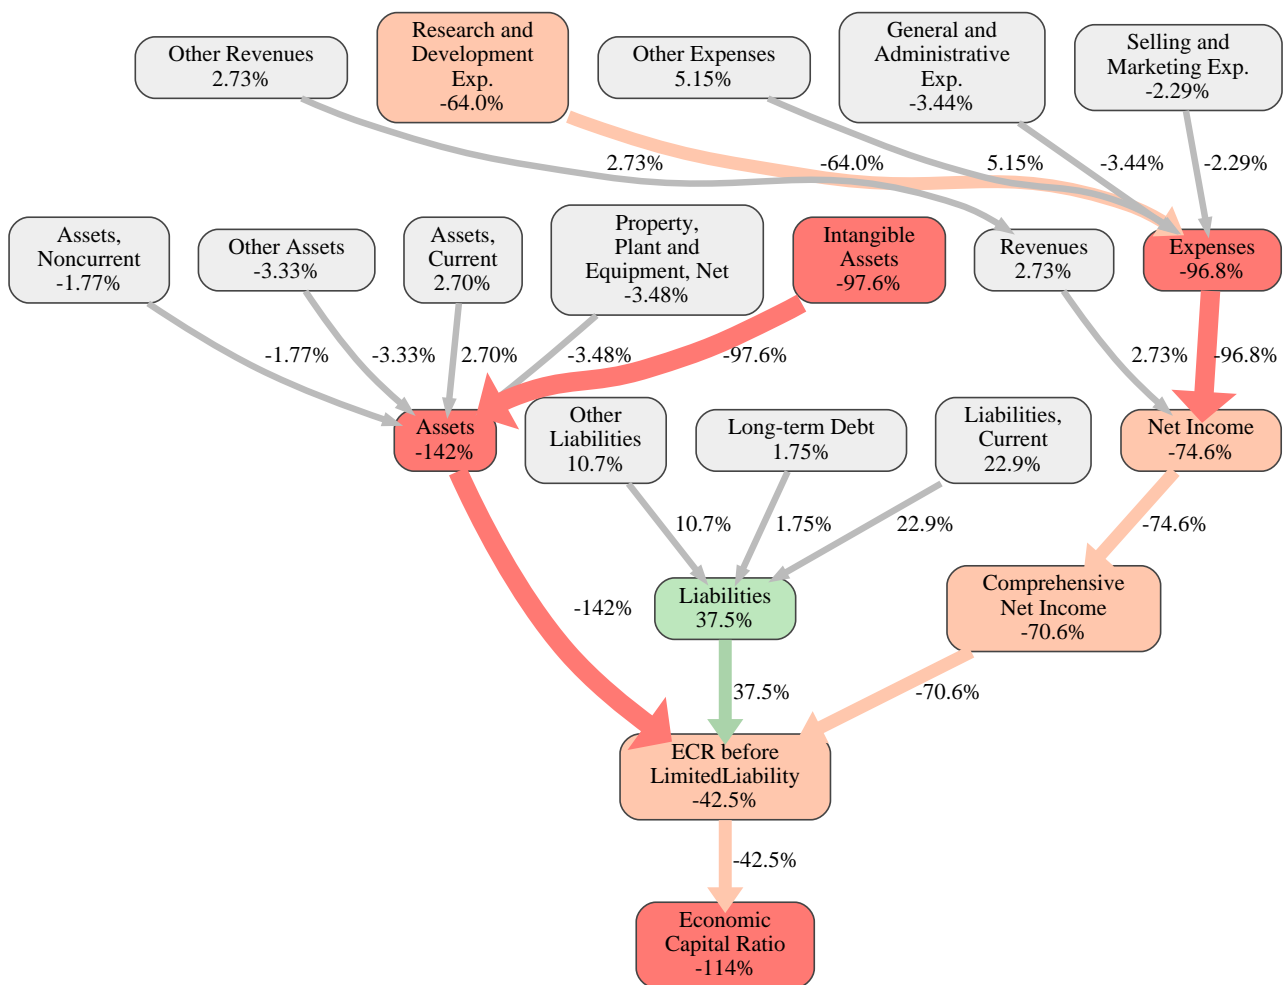 Other Revenues
2.73%
Research and
Development
Exp.
-64.0%
Other Expenses
5.15%
General and
Administrative
Exp.
-3.44%
Selling and
Marketing Exp.
-2.29%
2.73%
-64.0%
5.15%
-3.44%
-2.29%
Assets,
Noncurrent
-1.77%
Other Assets
-3.33%
Assets,
Current
2.70%
Property,
Plant and
Equipment, Net
-3.48%
Intangible
Assets
-97.6%
Revenues
2.73%
Expenses
-96.8%
-1.77%
-3.33%
2.70%
-3.48%
-97.6%
2.73%
-96.8%
Assets
-142%
Other
Liabilities
10.7%
Long-term Debt
1.75%
Liabilities,
Current
22.9%
Net Income
-74.6%
10.7%
1.75%
22.9%
-74.6%
-142%
Liabilities
37.5%
Comprehensive
Net Income
-70.6%
37.5%
-70.6%
ECR before
LimitedLiability
-42.5%
-42.5%
Economic
Capital Ratio
-114%